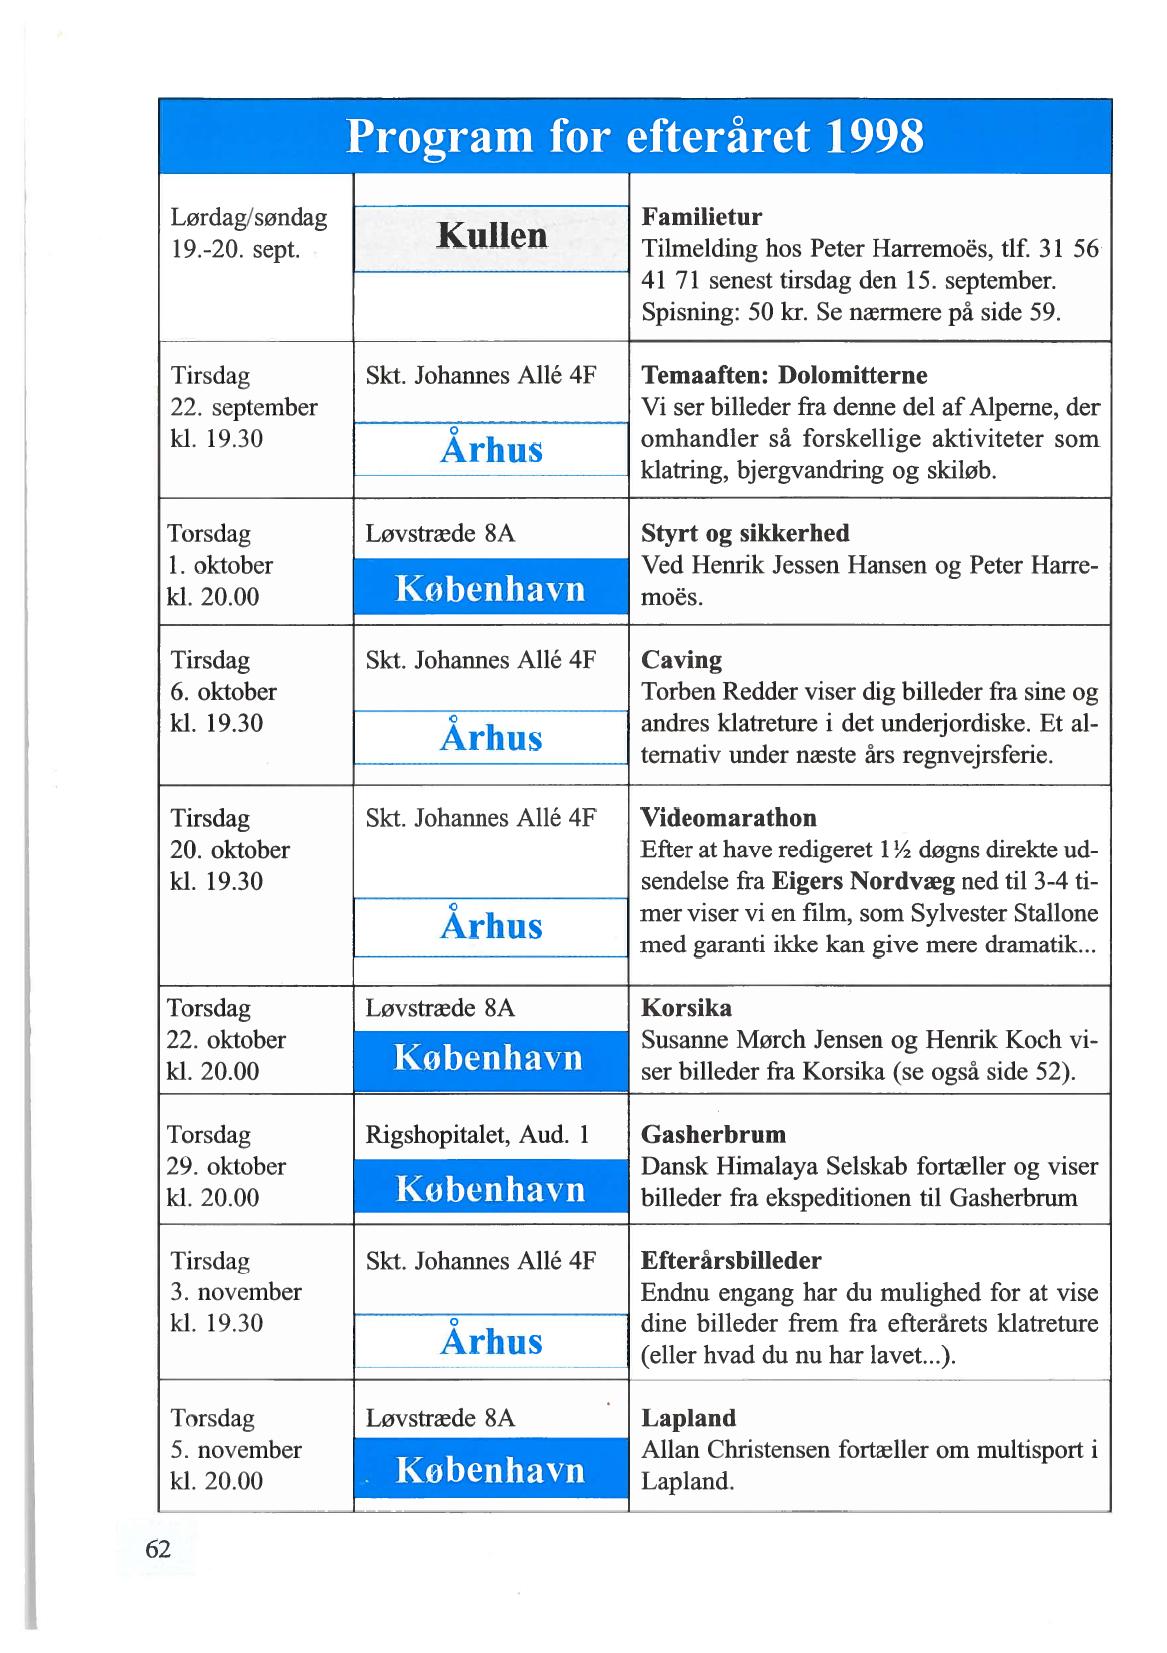 Program for efteråret 1998
Lørdag/søndag
19.-20. sept.
Kullen
Familietur
Tilmelding hos Peter Harremoës, tlf. 31 56
41 71 senest tirsdag den 15. september.
Spisning: 50 kr. Se nærmere på side 59.
Tirsdag
22. september
kl. 19.30
Skt. Johannes Allé 4F
Århus
Temaaften: Dolomitterne
Vi ser billeder fra denne del af Alperne, der
omhandler så forskellige aktiviteter som
klatring, bjergvandring og skiløb.
Torsdag
1. oktober
kl. 20.00
Løvstræde 8A
København
Styrt og sikkerhed
Ved Henrik Jessen Hansen og Peter Harre-
moës.
Tirsdag
6. oktober
kl. 19.30
Skt. Johannes Allé 4F
Århus
Caving
Torben Redder viser dig billeder fra sine og
andres klatreture i det underjordiske. Et al-
ternativ under næste års regnvejrsferie.
Tirsdag
20. oktober
kl. 19.30
Skt. Johannes Allé 4F
Århus
Videomarathon
Efter at have redigeret 1½ døgns direkte ud-
sendelse fra Eigers Nordvæg ned til 3-4 ti-
mer viser vi en film, som Sylvester Stallone
med garanti ikke kan give mere dramatik...
Torsdag
22. oktober
kl. 20.00
Løvstræde 8A
København
Korsika
Susanne Mørch Jensen og Henrik Koch vi-
ser billeder fra Korsika (se også side 52).
Torsdag
29. oktober
kl. 20.00
Rigshopitalet, Aud. 1
København
Gasherbrum
Dansk Himalaya Selskab fortæller og viser
billeder fra ekspeditionen til Gasherbrum
Tirsdag
3. november
kl. 19.30
Skt. Johannes Allé 4F
Århus
Efterårsbilleder
Endnu engang har du mulighed for at vise
dine billeder frem fra efterårets klatreture
(eller hvad du nu har lavet...).
Torsdag
5. november
kl. 20.00
Løvstræde 8A
København
Lapland
Allan Christensen fortæller om multisport i
Lapland.
62